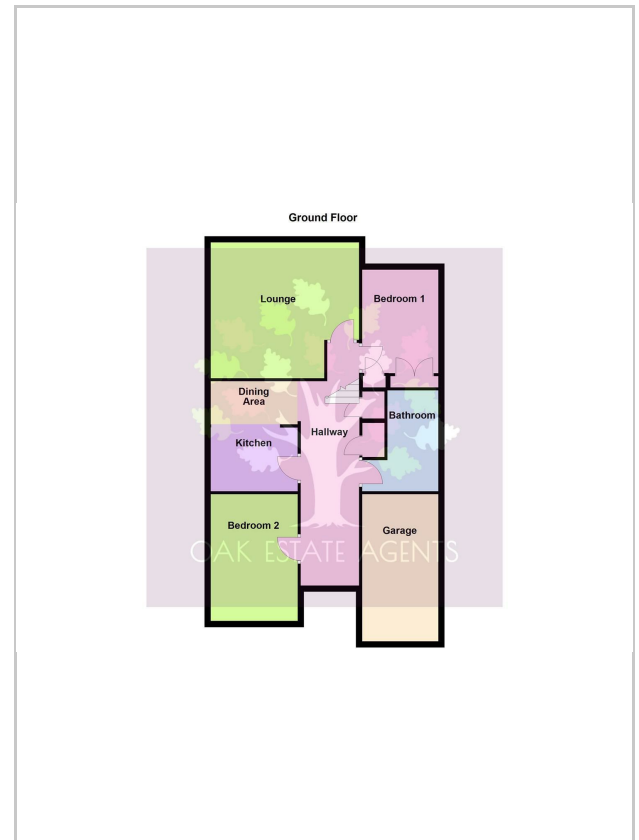 Ground Floor
Lounge
Bedroom 1
Dining
Area
Bathroom
Hallway
Kitchen
Bedroom 2
Garage
OAK ESTATE AGENTS